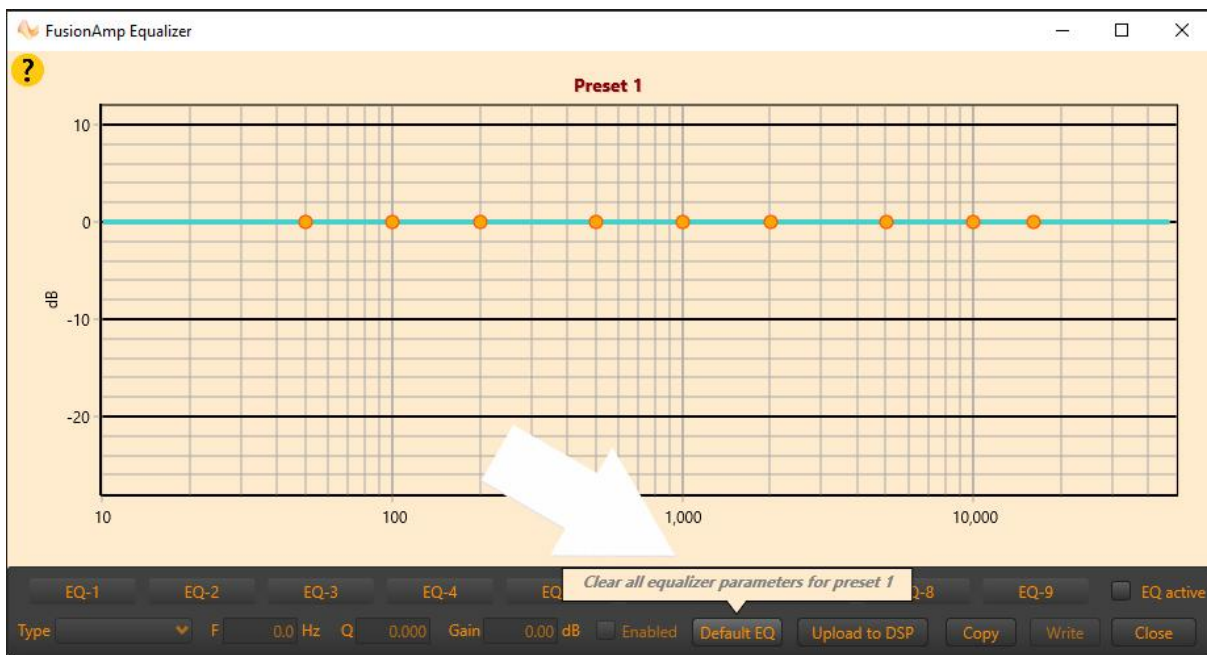 FusionAmp Equalizer
?
Preset 1
10
0
-10
-20
dB
10 100 1,000 10,000
Clear all equalizer parameters for preset 1
EQ-1 EQ-2 EQ-3 EQ-4 EQ-9 EQ active
Type F 0.0 Hz Q 0.000 Gain 0.00 dB Enabled Default EQ Upload to DSP Copy Write Close